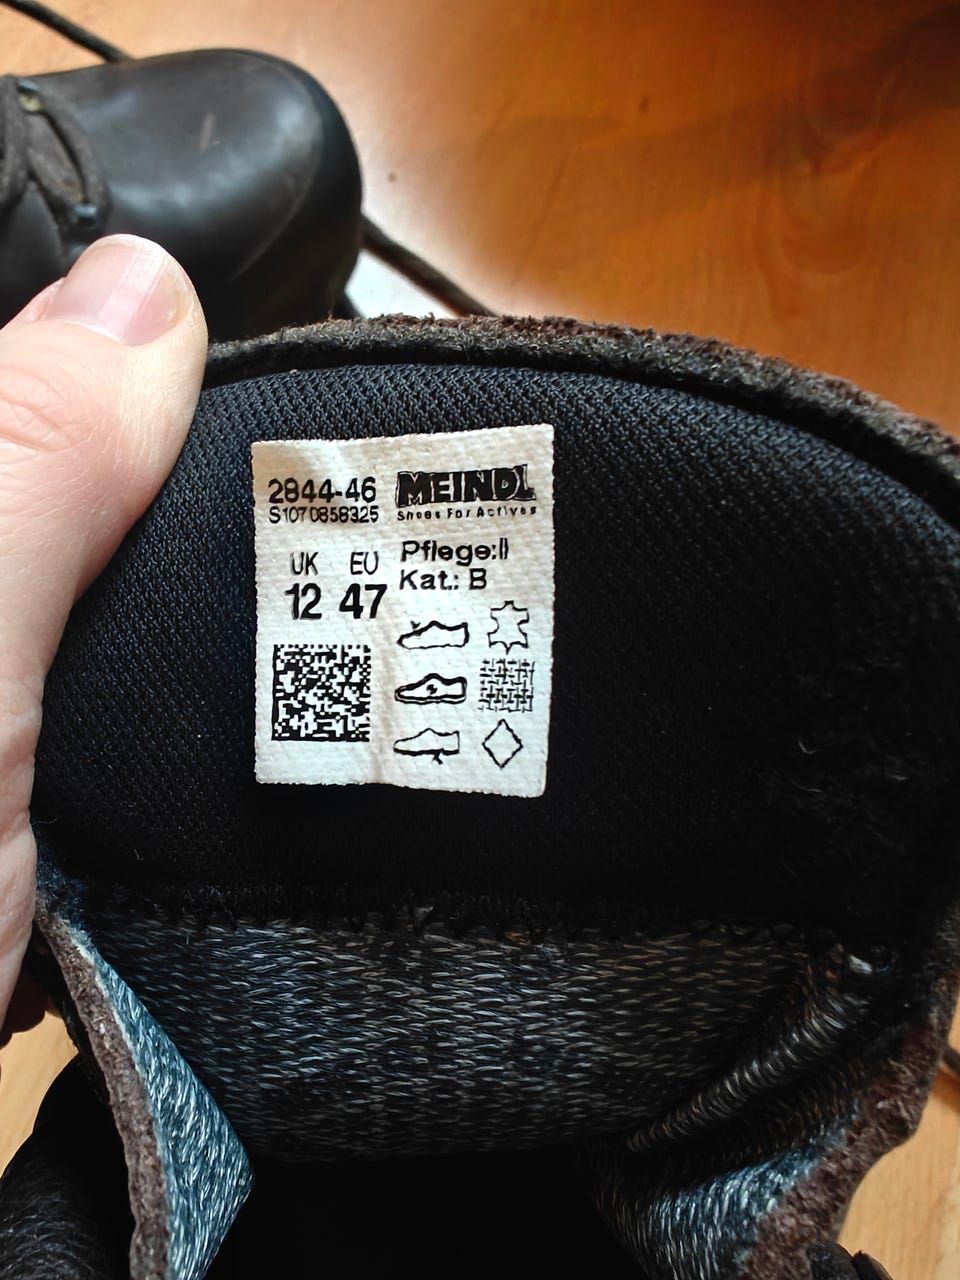 2844-46
S1070858325
MEINDL
Shoes For Actives
UK EU
12 47
Pflege:II
Kat.: B